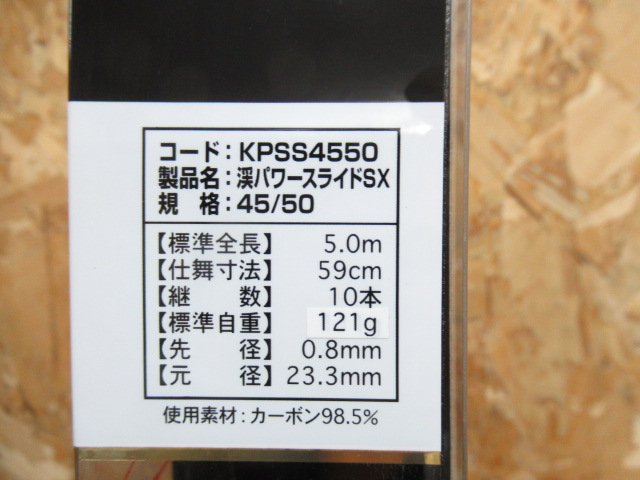 コード：KPSS4550
製品名：渓パワースライドSX
規　格：45/50
【標準全長】 5.0m
【仕舞寸法】 59cm
【継　　数】 10本
【標準自重】 121g
【先　　径】 0.8mm
【元　　径】 23.3mm
使用素材：カーボン98.5%